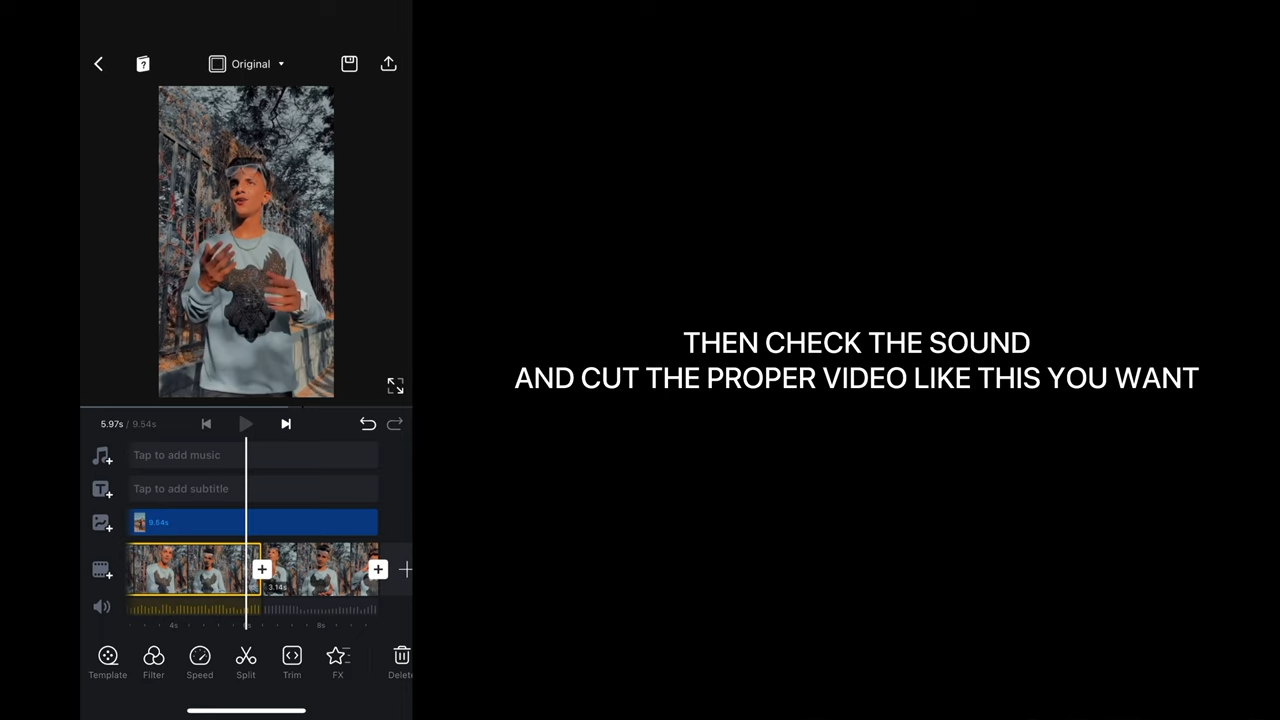 Original
5.97s / 9.54s
Tap to add music
Tap to add subtitle
9.54s
3.14s
4s
8s
Template
Filter
Speed
Split
Trim
FX
Delete
THEN CHECK THE SOUND
AND CUT THE PROPER VIDEO LIKE THIS YOU WANT